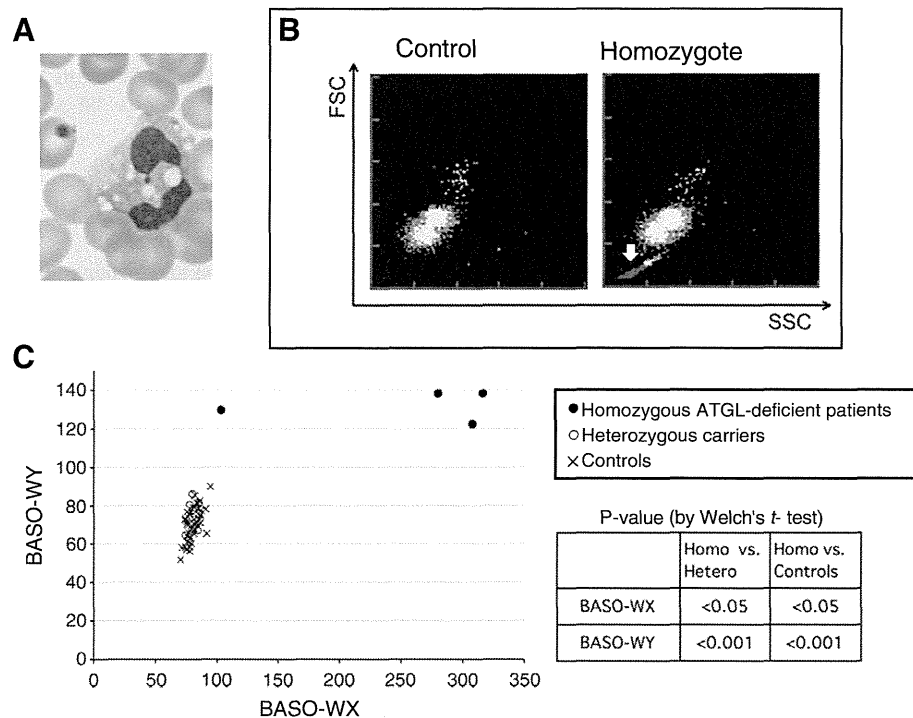 A
B
Control
Homozygote
FSC
SSC
C
BASO-WY
140
120
100
80
60
40
20
0
0
50
100
150
200
250
300
350
BASO-WX
● Homozygous ATGL-deficient patients
○ Heterozygous carriers
× Controls
P-value (by Welch's t- test)
Homo vs. Hetero
Homo vs. Controls
BASO-WX <0.05 <0.05
BASO-WY <0.001 <0.001